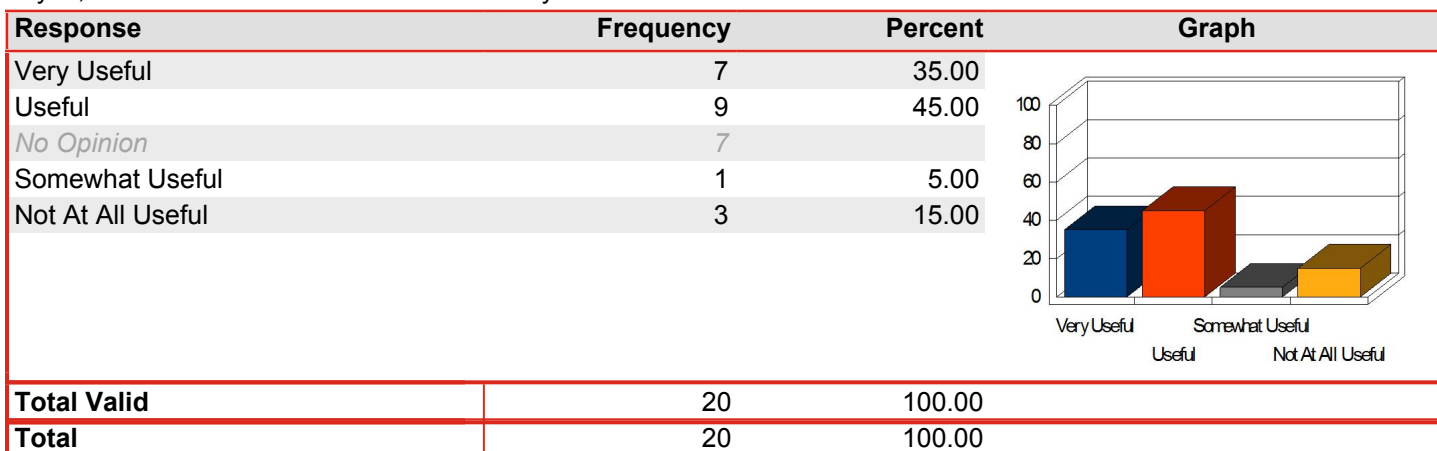 Response Frequency Percent Graph
Very Useful 7 35.00
Useful 9 45.00
No Opinion 7
Somewhat Useful 1 5.00
Not At All Useful 3 15.00
100
80
60
40
20
0
Very Useful Somewhat Useful
Useful Not At All Useful
Total Valid 20 100.00
Total 20 100.00